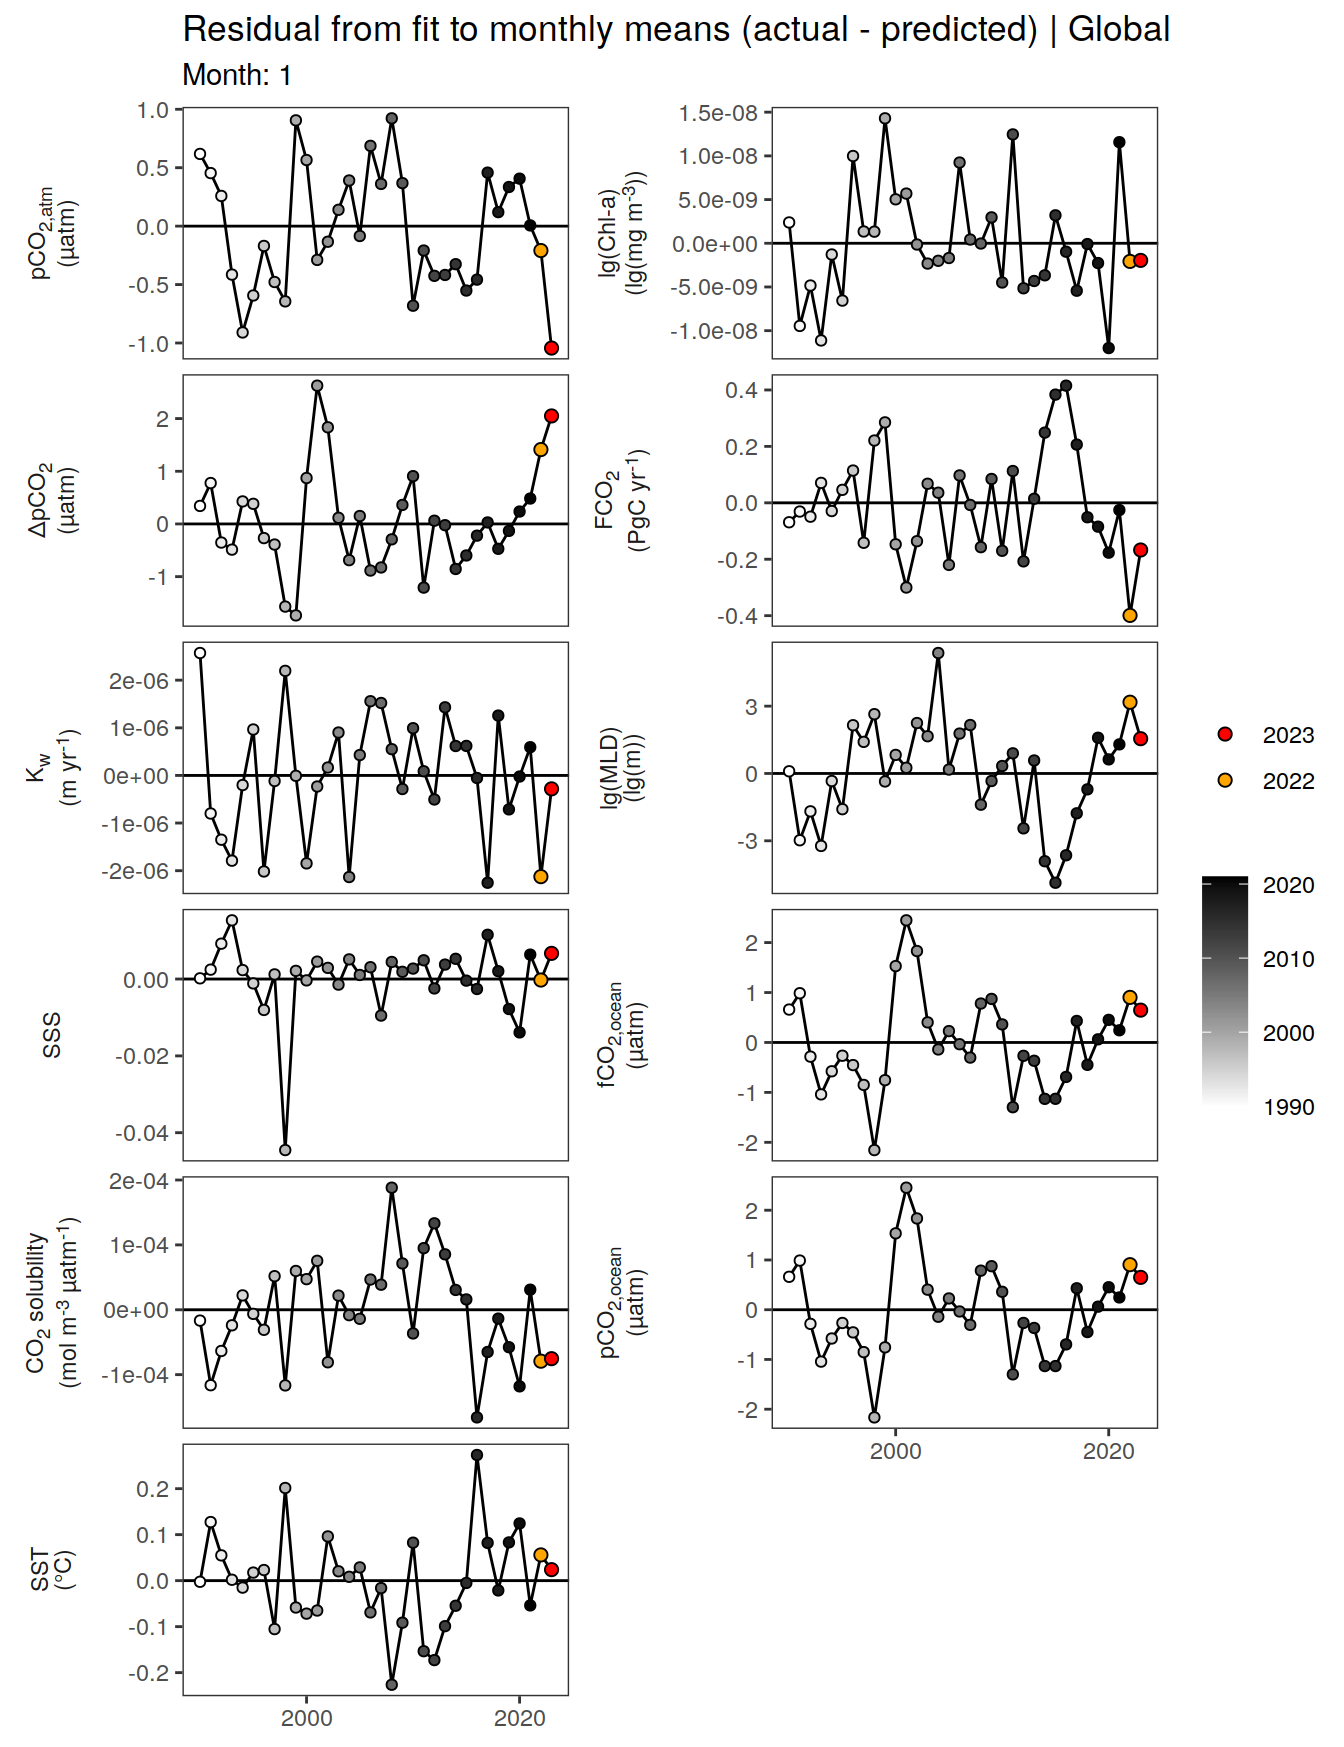 Residual from fit to monthly means (actual - predicted) | Global
Month: 1
pCO2,atm
(µatm)
1.0
0.5
0.0
-0.5
-1.0
lg(Chl-a)
(lg(mg m-3))
1.5e-08
1.0e-08
5.0e-09
0.0e+00
-5.0e-09
-1.0e-08
ΔpCO2
(µatm)
2
1
0
-1
FCO2
(PgC yr-1)
0.4
0.2
0.0
-0.2
-0.4
Kw
(m yr-1)
2e-06
1e-06
0e+00
-1e-06
-2e-06
lg(MLD)
(lg(m))
3
0
-3
SSS
0.00
-0.02
-0.04
fCO2,ocean
(µatm)
2
1
0
-1
-2
CO2 solubility
(mol m-3 µatm-1)
2e-04
1e-04
0e+00
-1e-04
pCO2,ocean
(µatm)
2
1
0
-1
-2
2000
2020
SST
(°C)
0.2
0.1
0.0
-0.1
-0.2
2000
2020
2023
2022
2020
2010
2000
1990